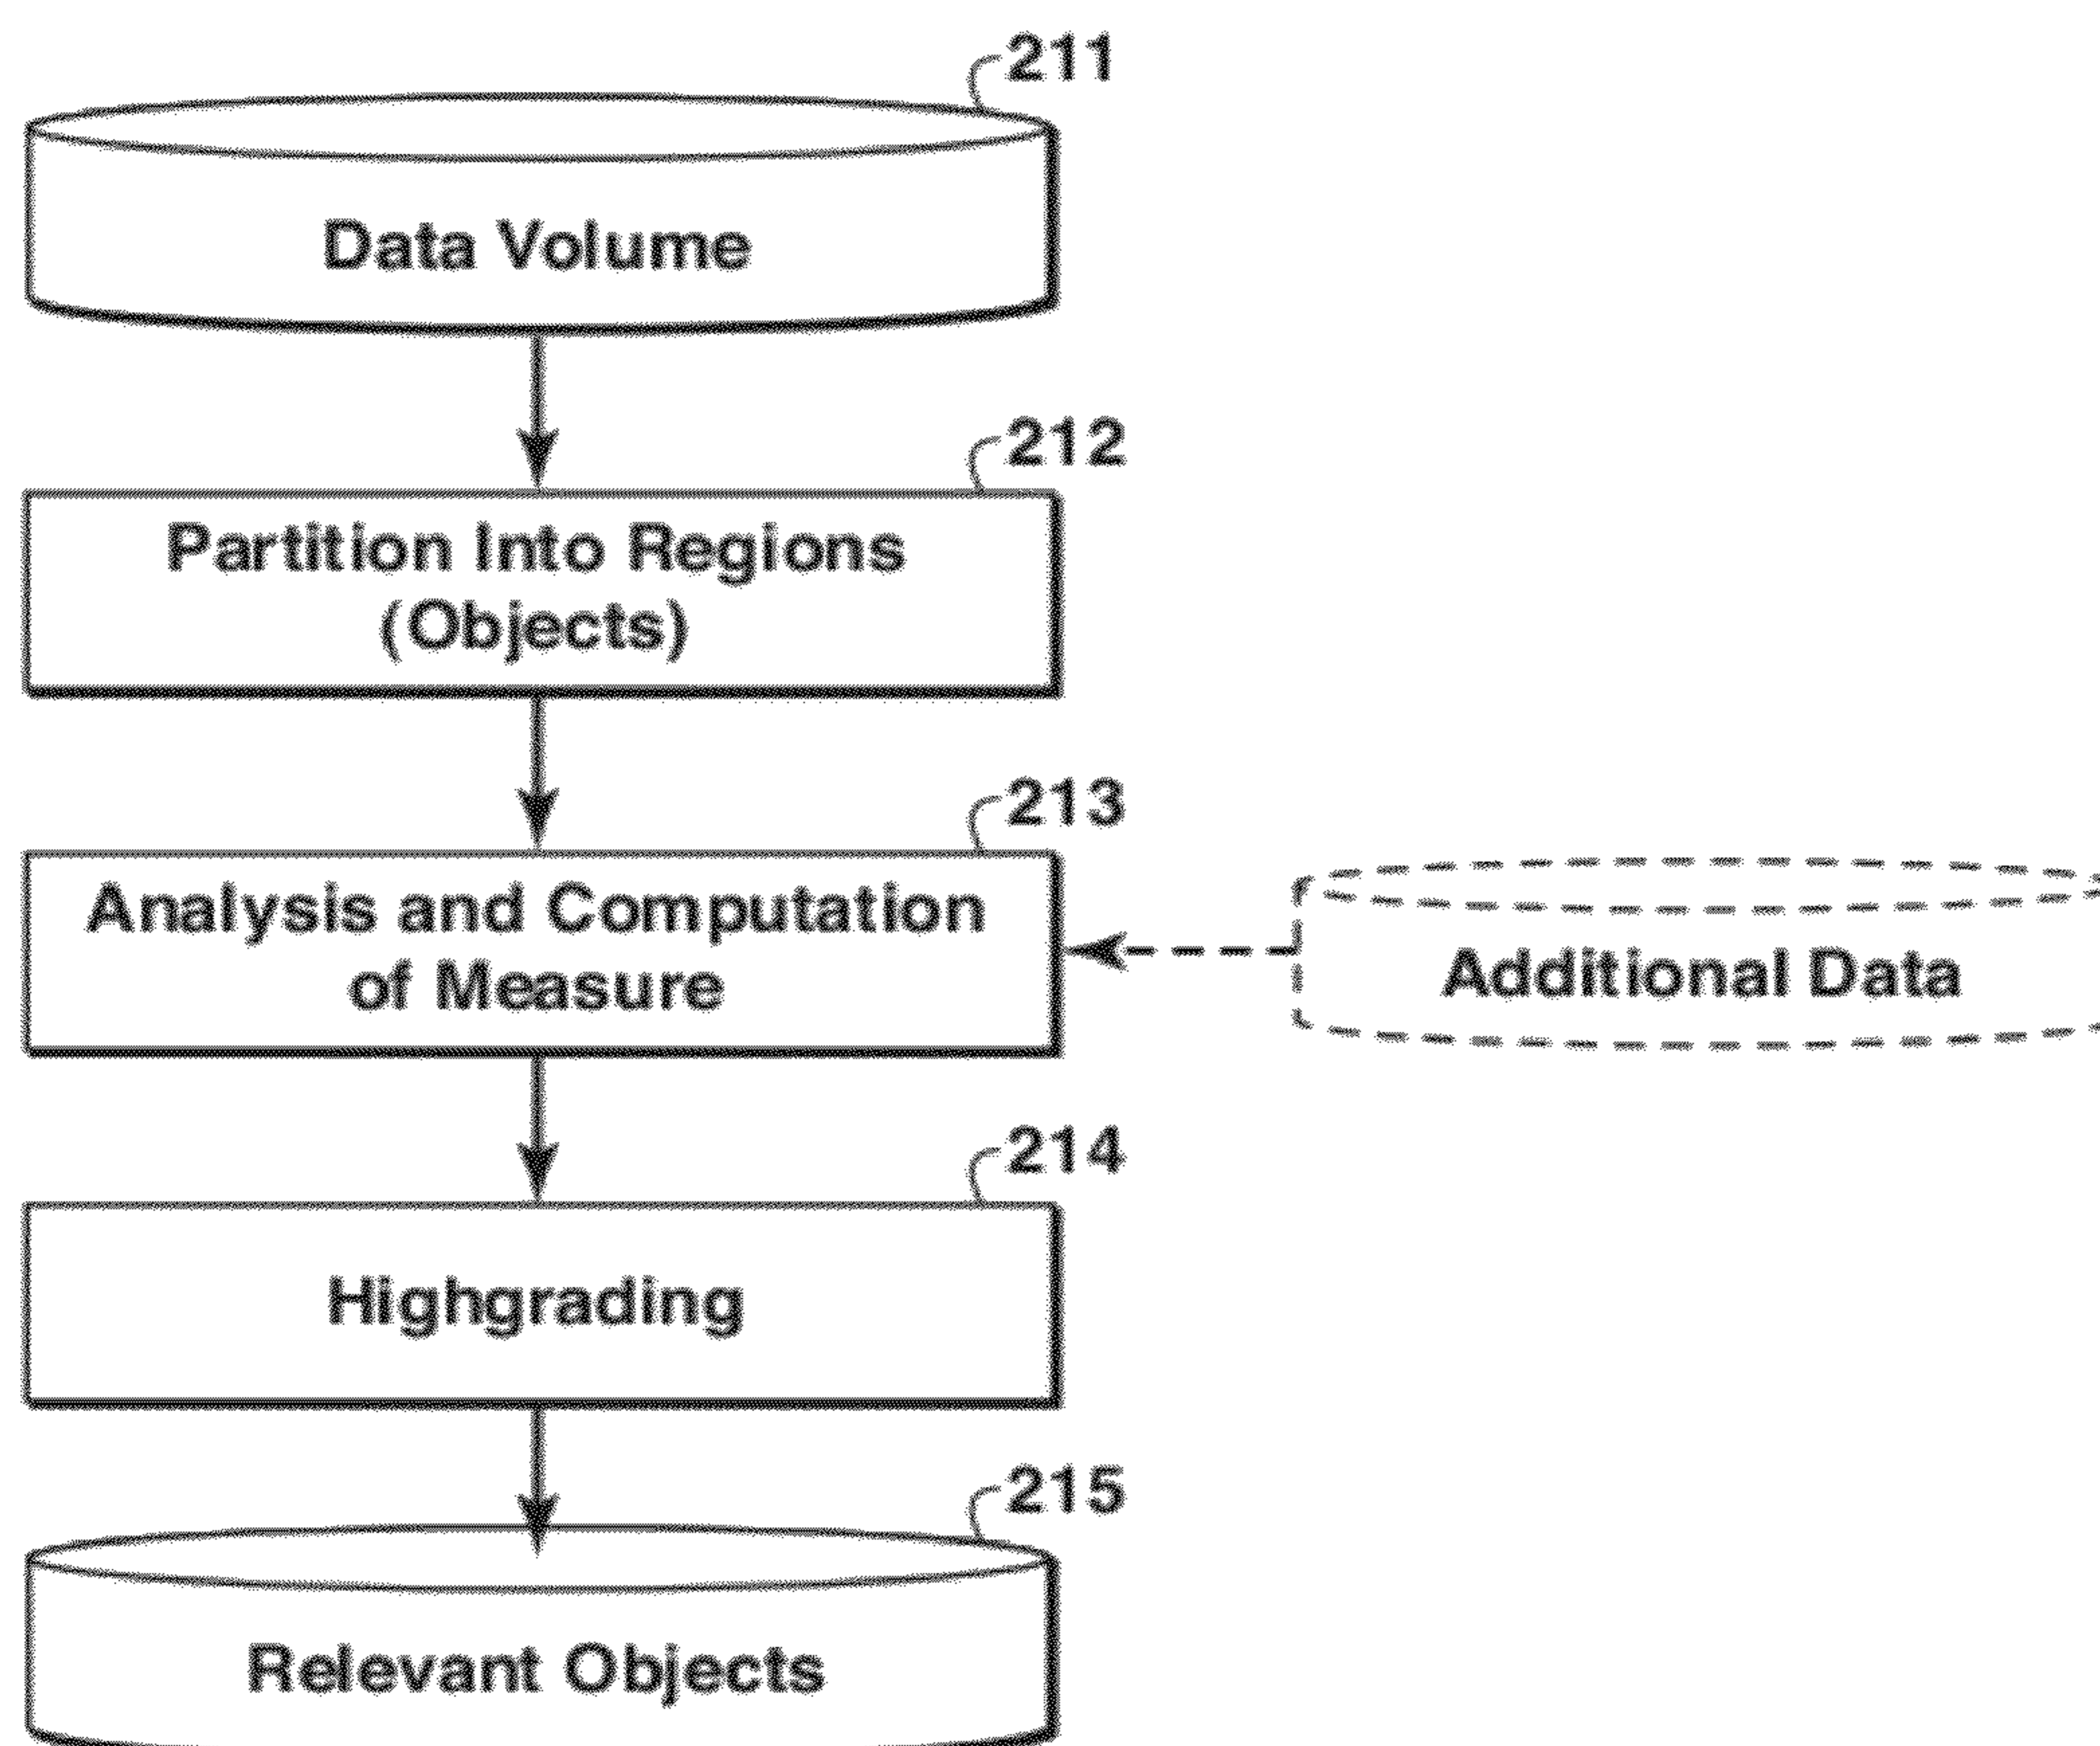 211
Data Volume
212
Partition Into Regions
(Objects)
213
Analysis and Computation
of Measure
Additional Data
214
Highgrading
215
Relevant Objects